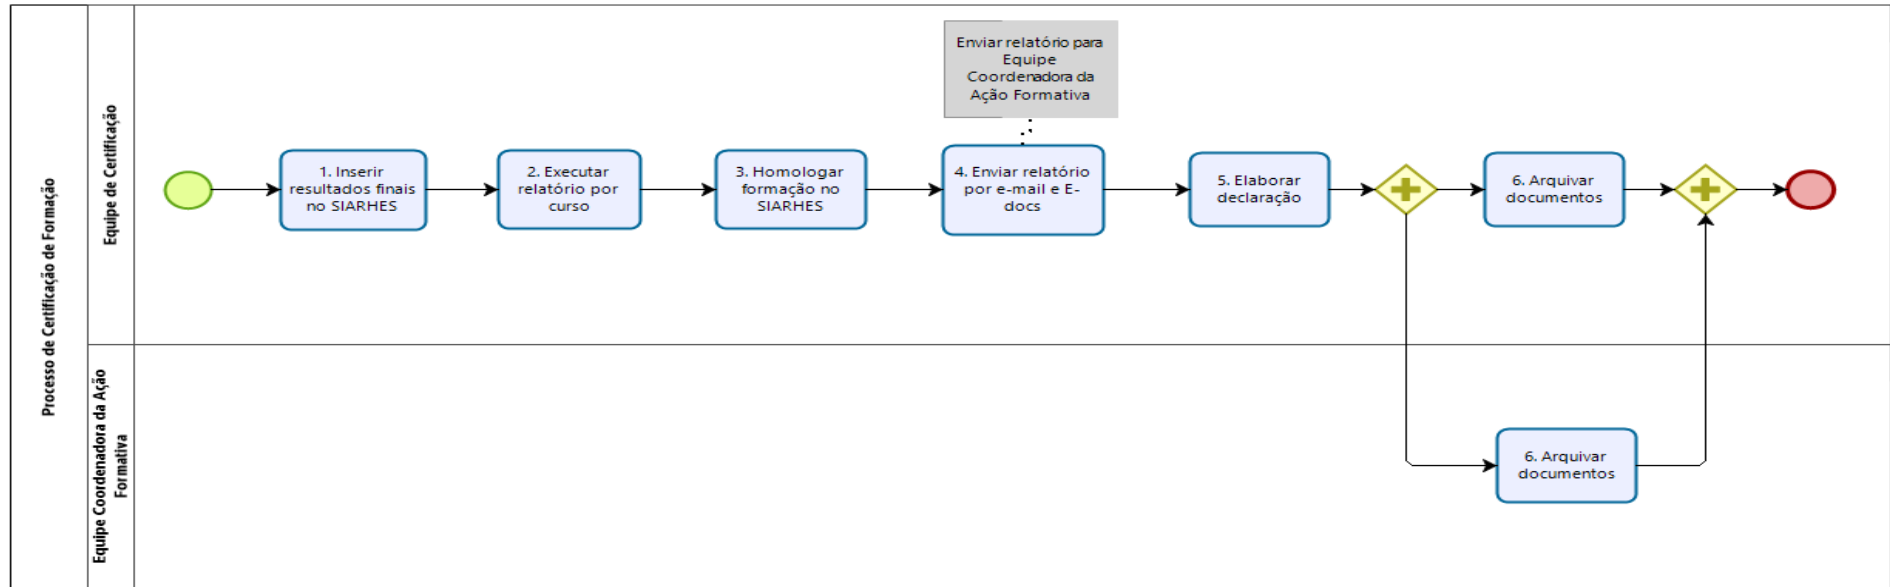 Processo de Certificação de Formação
Equipe de Certificação
Enviar relatório para
Equipe
Coordenadora da
Ação Formativa
1. Inserir
resultados finais
no SIARHES
2. Executar
relatório por
curso
3. Homologar
formação no
SIARHES
4. Enviar relatório
por e-mail e E-
docs
5. Elaborar
declaração
6. Arquivar
documentos
Equipe Coordenadora da Ação
Formativa
6. Arquivar
documentos